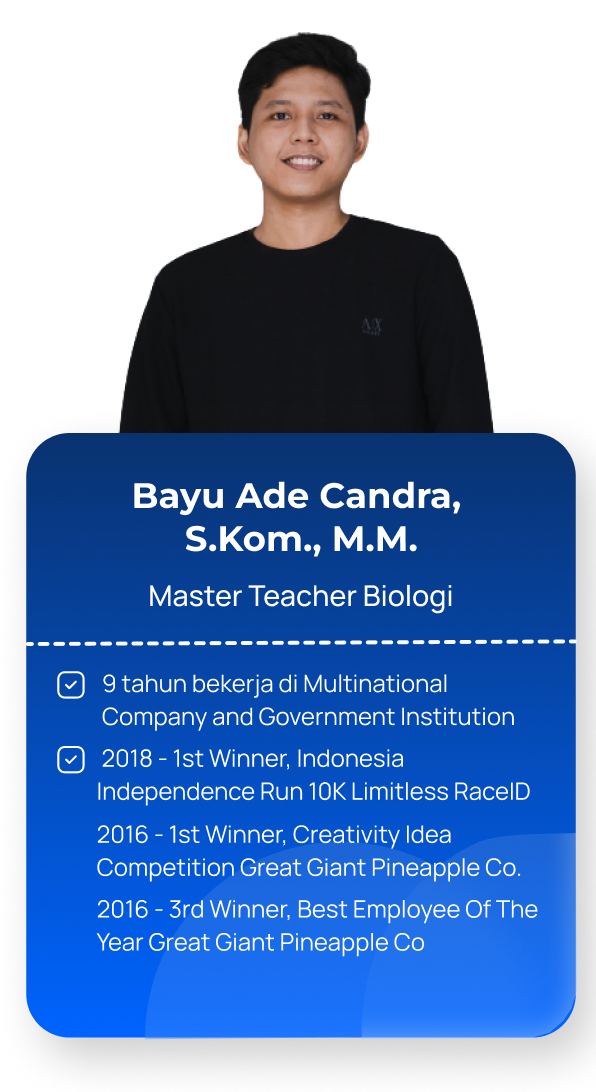 Bayu Ade Candra,
S.Kom., M.M.
Master Teacher Biologi
9 tahun bekerja di Multinational
Company and Government Institution
2018 - 1st Winner, Indonesia
Independence Run 10K Limitless RaceID
2016 - 1st Winner, Creativity Idea
Competition Great Giant Pineapple Co.
2016 - 3rd Winner, Best Employee Of The
Year Great Giant Pineapple Co